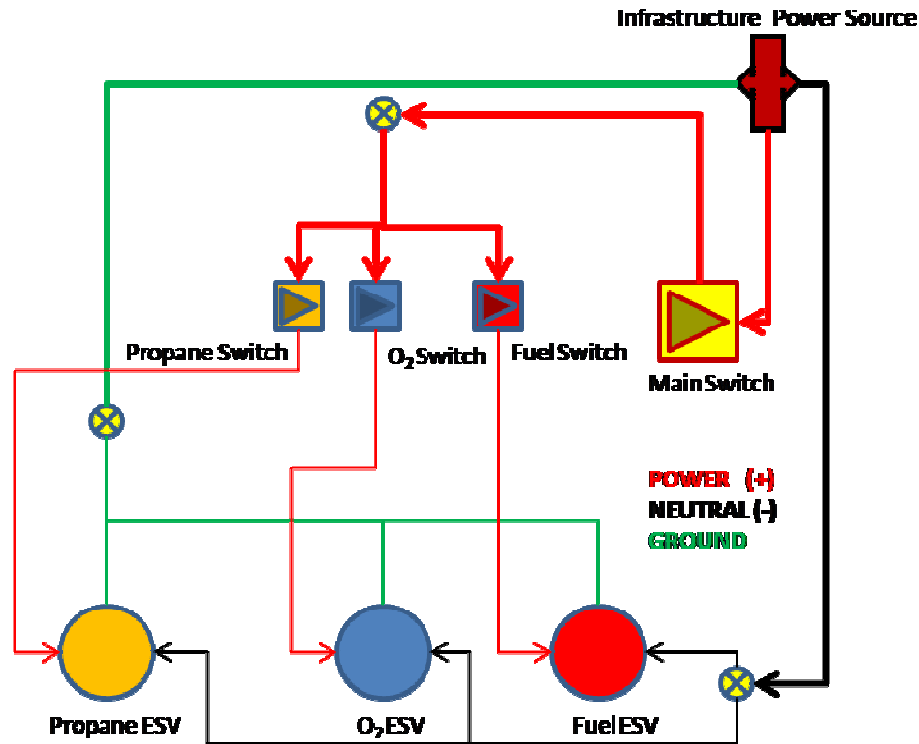 Infrastructure Power Source
Propane Switch
O₂ Switch
Fuel Switch
Main Switch
POWER (+)
NEUTRAL (-)
GROUND
Propane ESV
O₂ ESV
Fuel ESV